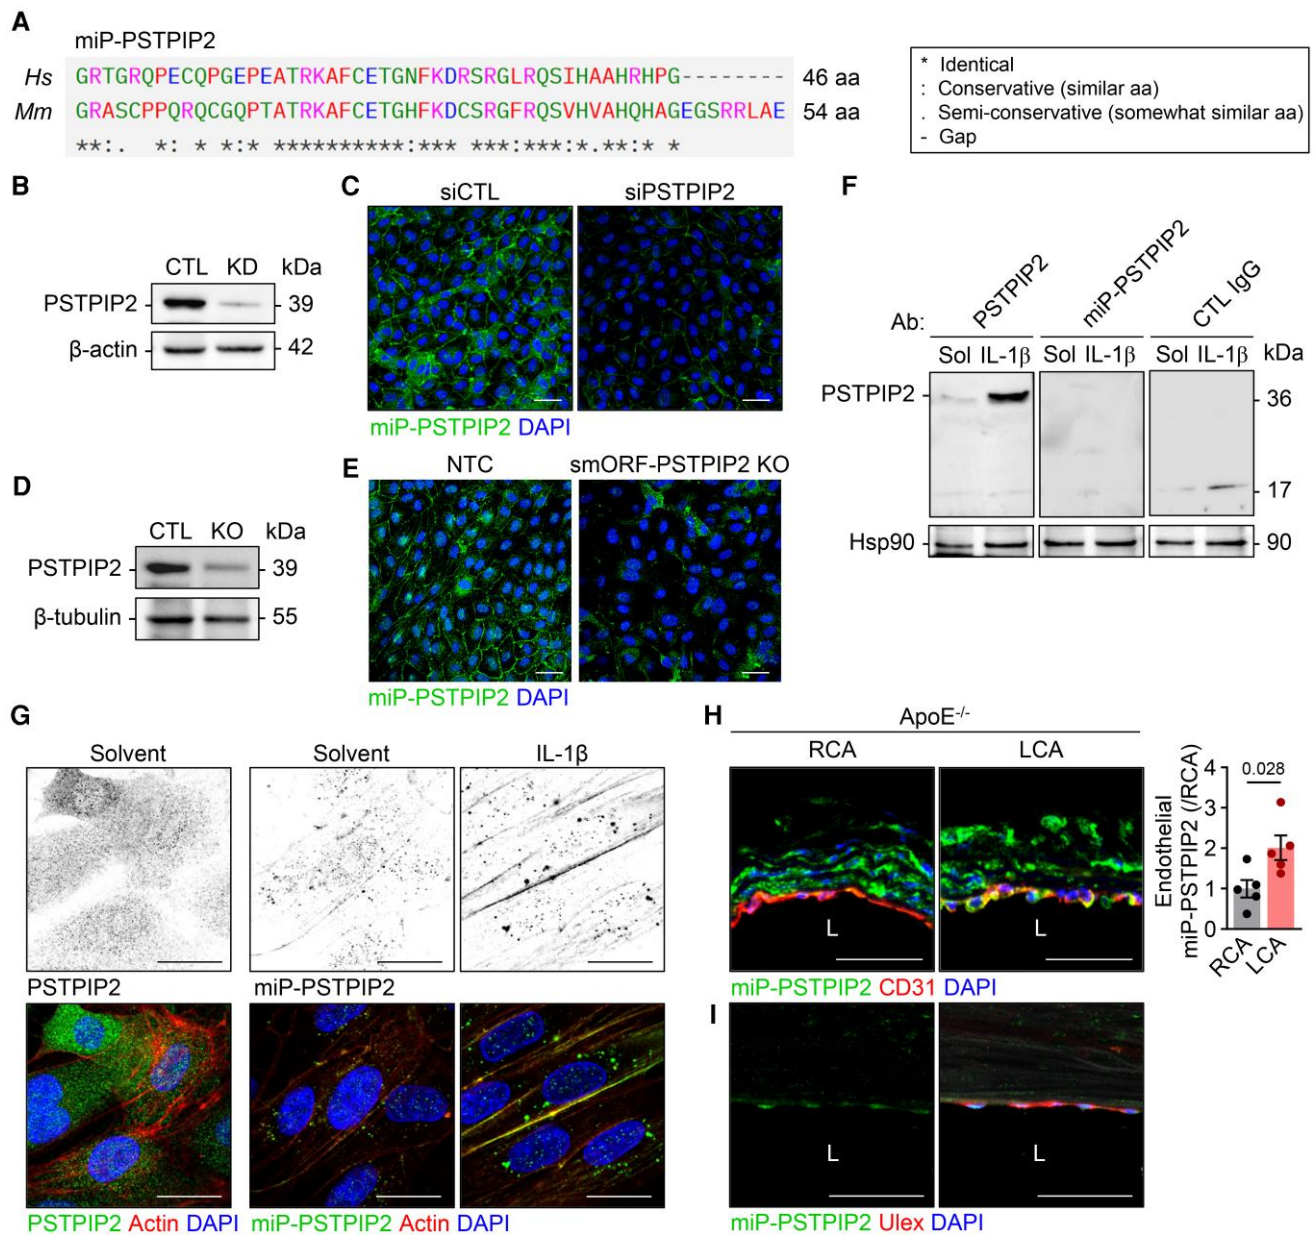 A
miP-PSTPIP2
Hs GRTGRQPECQPGEPEATRKAFCETGNFKDRSRGLRQSIHAAHRHPG-------- 46 aa
Mm GRASCPPQRQCGQPTATRKAFCETGHFKDCSRGFRQSVHVAHQHAGEGSRRLAE 54 aa
**:. *: * *:* **********:*** ***:***:*.**:* *
* Identical
: Conservative (similar aa)
. Semi-conservative (somewhat similar aa)
- Gap
B
CTL KD kDa
PSTPIP2 - - 39
β-actin - - 42
C
siCTL siPSTPIP2
miP-PSTPIP2 DAPI
D
CTL KO kDa
PSTPIP2 - - 39
β-tubulin - - 55
E
NTC smORF-PSTPIP2 KO
miP-PSTPIP2 DAPI
F
Ab: PSTPIP2 miP-PSTPIP2 CTL IgG
Sol IL-1β Sol IL-1β Sol IL-1β kDa
PSTPIP2 - - 36
- 17
Hsp90 - - 90
G
Solvent Solvent IL-1β
PSTPIP2 miP-PSTPIP2
PSTPIP2 Actin DAPI miP-PSTPIP2 Actin DAPI
H
ApoE-/-
RCA LCA
L L
miP-PSTPIP2 CD31 DAPI
Endothelial
miP-PSTPIP2 (/RCA)
4
3
2
1
0
0.028
RCA LCA
I
L L
miP-PSTPIP2 Ulex DAPI